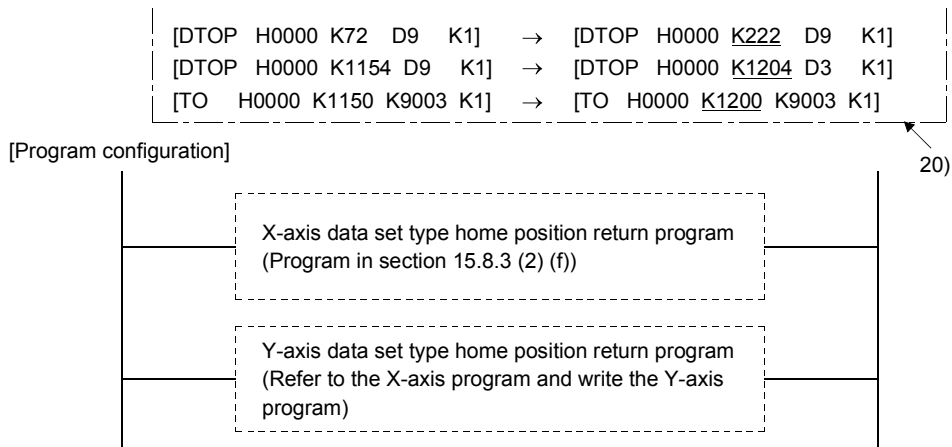 [DTOP H0000 K72 D9 K1] → [DTOP H0000 K222 D9 K1]
[DTOP H0000 K1154 D9 K1] → [DTOP H0000 K1204 D3 K1]
[TO H0000 K1150 K9003 K1] → [TO H0000 K1200 K9003 K1]
20)
[Program configuration]
X-axis data set type home position return program
(Program in section 15.8.3 (2) (f))
Y-axis data set type home position return program
(Refer to the X-axis program and write the Y-axis
program)